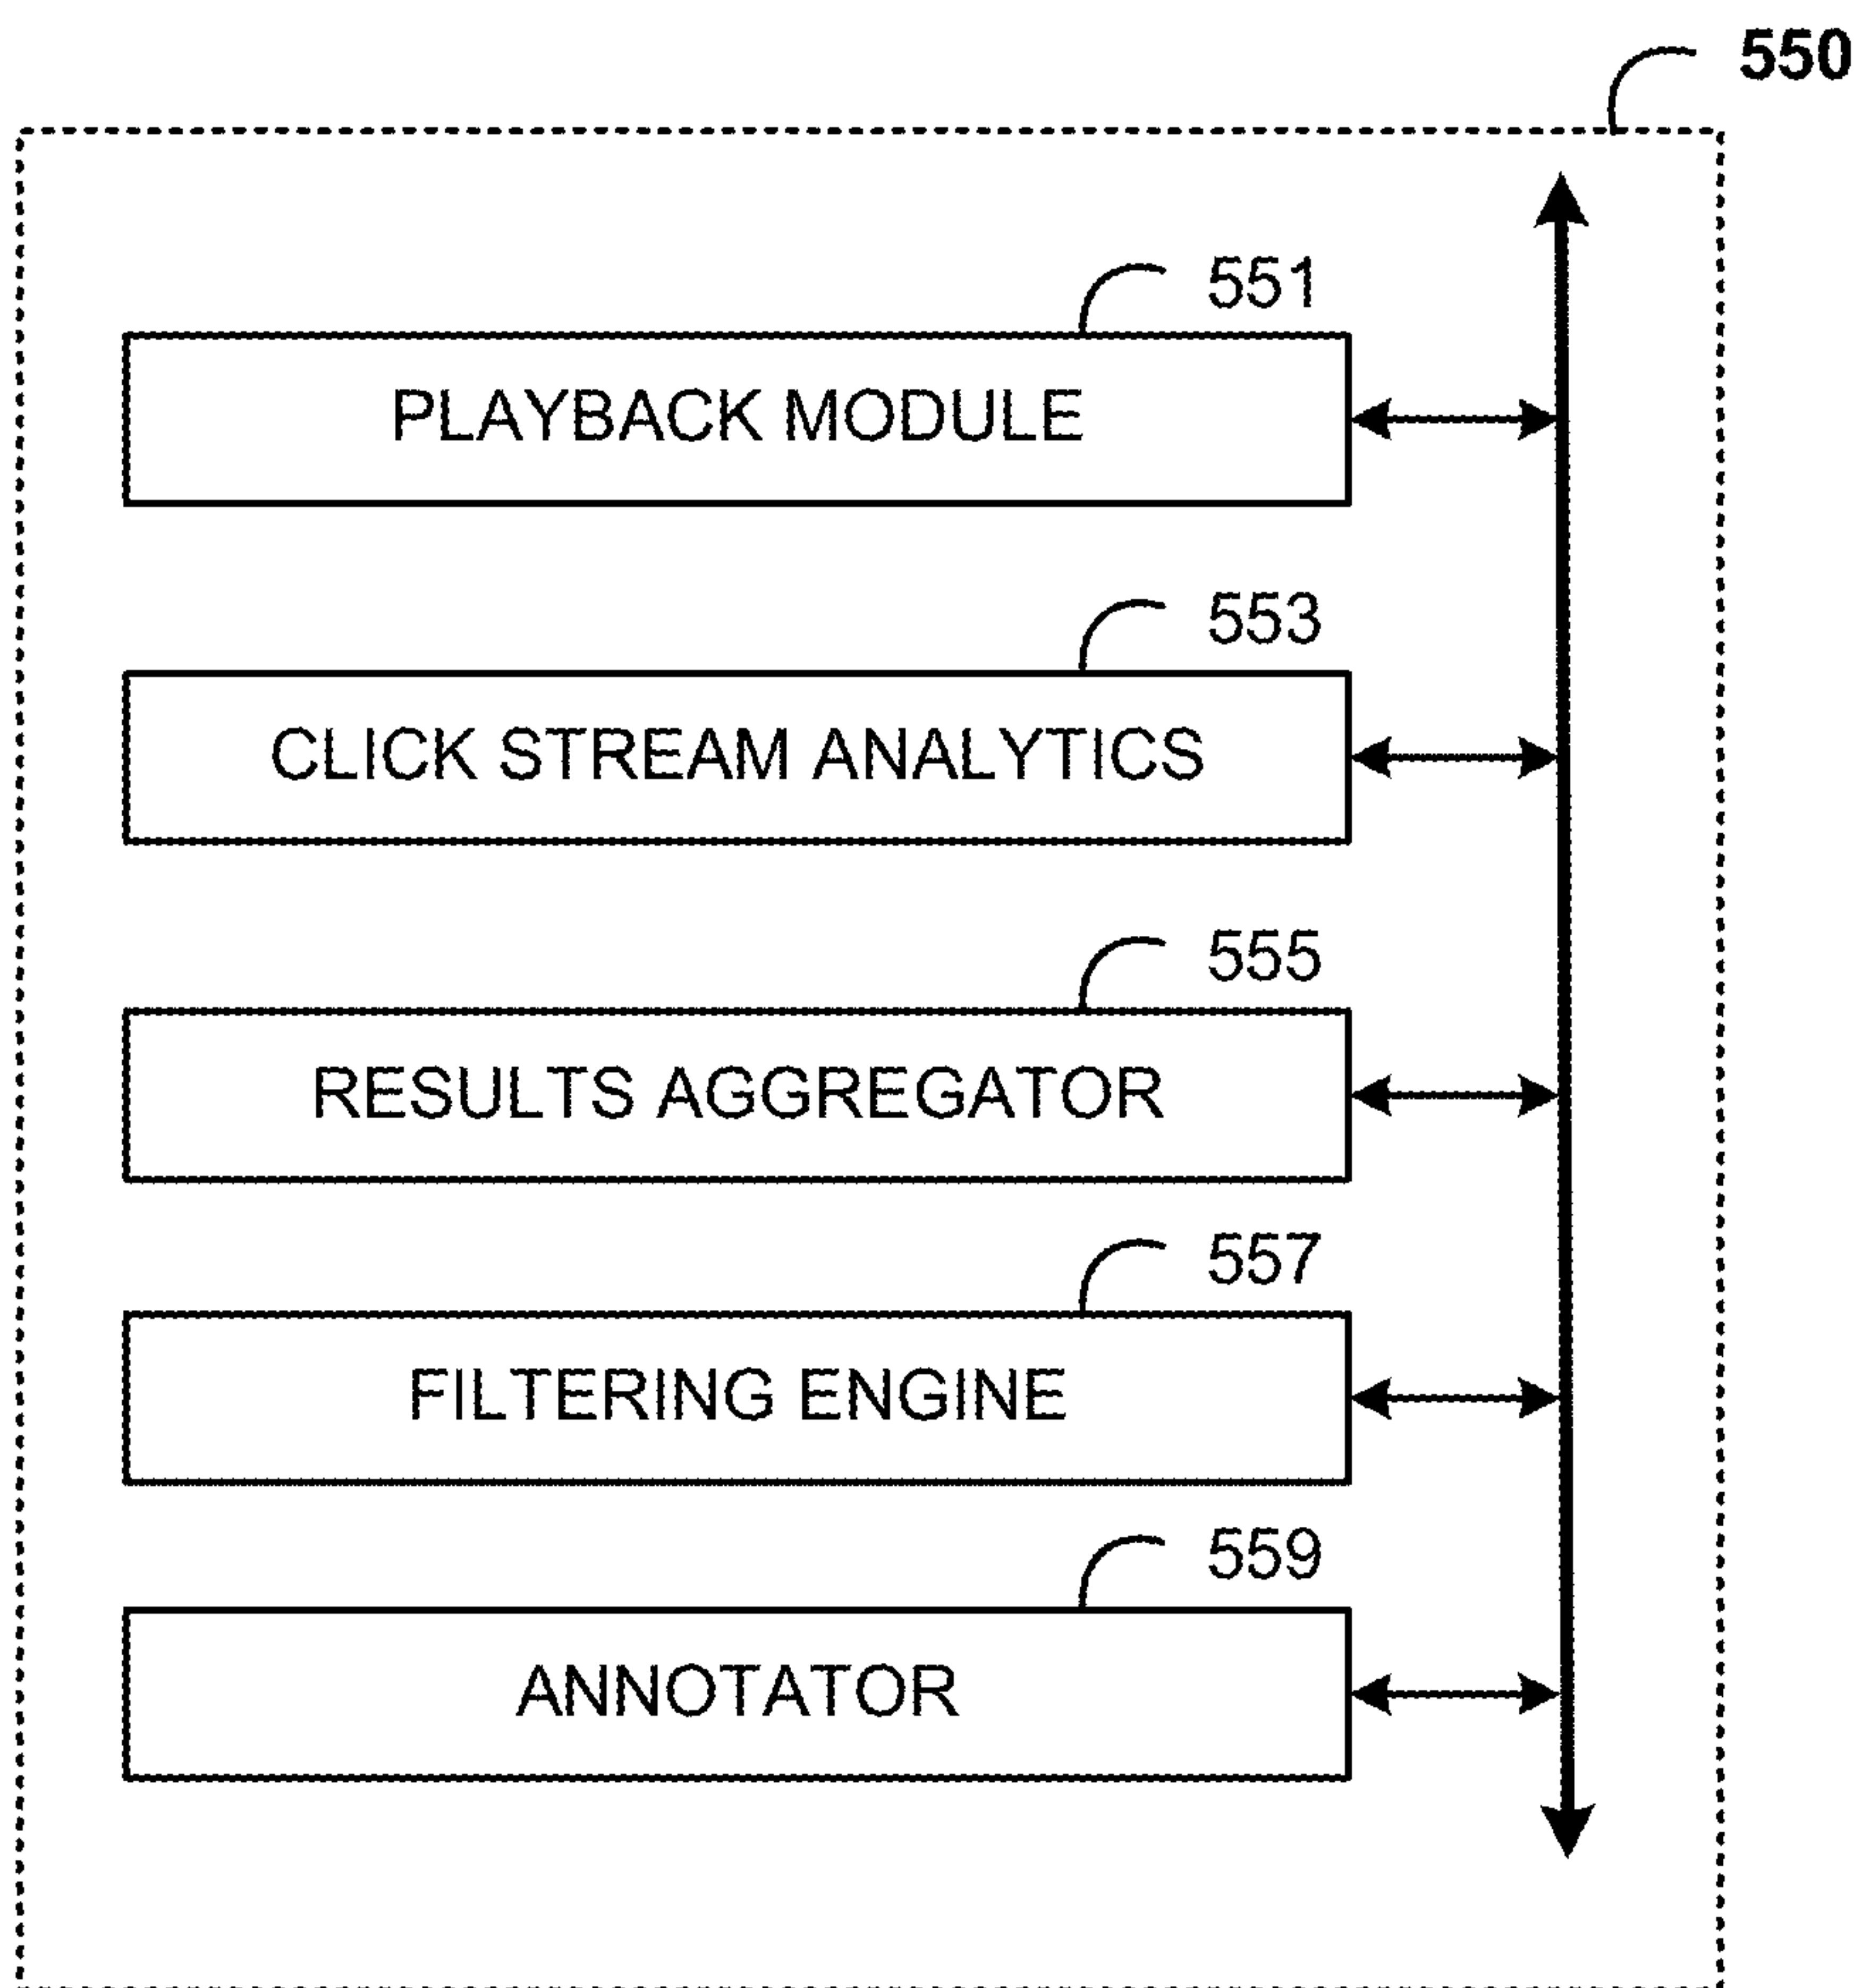 550
551
PLAYBACK MODULE
553
CLICK STREAM ANALYTICS
555
RESULTS AGGREGATOR
557
FILTERING ENGINE
559
ANNOTATOR